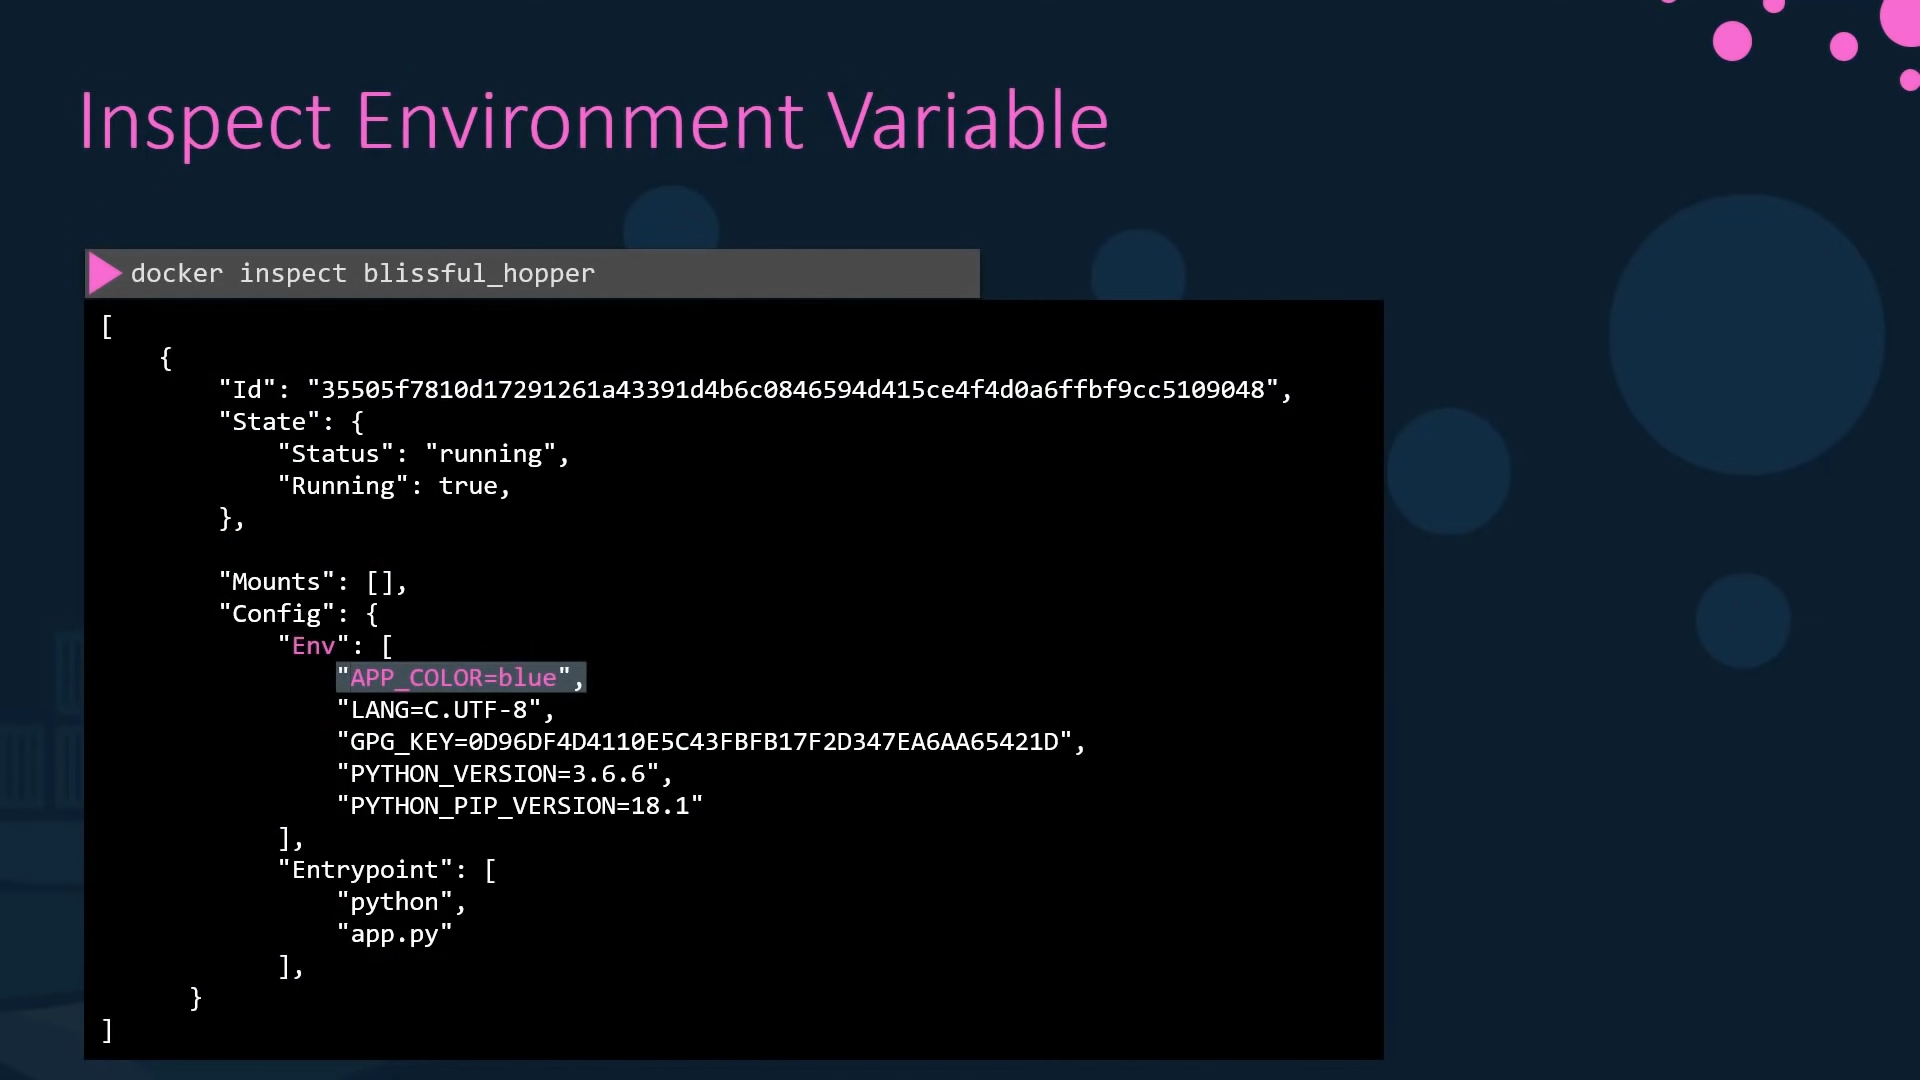 Inspect Environment Variable
docker inspect blissful_hopper
[
    {
        "Id": "35505f7810d17291261a43391d4b6c0846594d415ce4f4d0a6ffbf9cc5109048",
        "State": {
            "Status": "running",
            "Running": true,
        },
        "Mounts": [],
        "Config": {
            "Env": [
                "APP_COLOR=blue",
                "LANG=C.UTF-8",
                "GPG_KEY=0D96DF4D4110E5C43FBFB17F2D347EA6AA65421D",
                "PYTHON_VERSION=3.6.6",
                "PYTHON_PIP_VERSION=18.1"
            ],
            "Entrypoint": [
                "python",
                "app.py"
            ],
      }
]